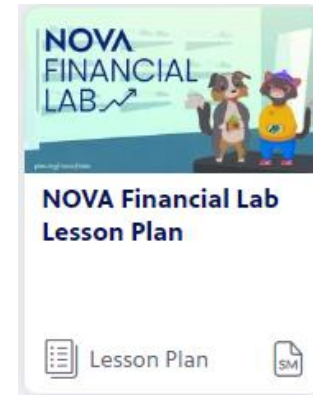 NOVA
FINANCIAL
LAB
NOVA Financial Lab
Lesson Plan
Lesson Plan
SM